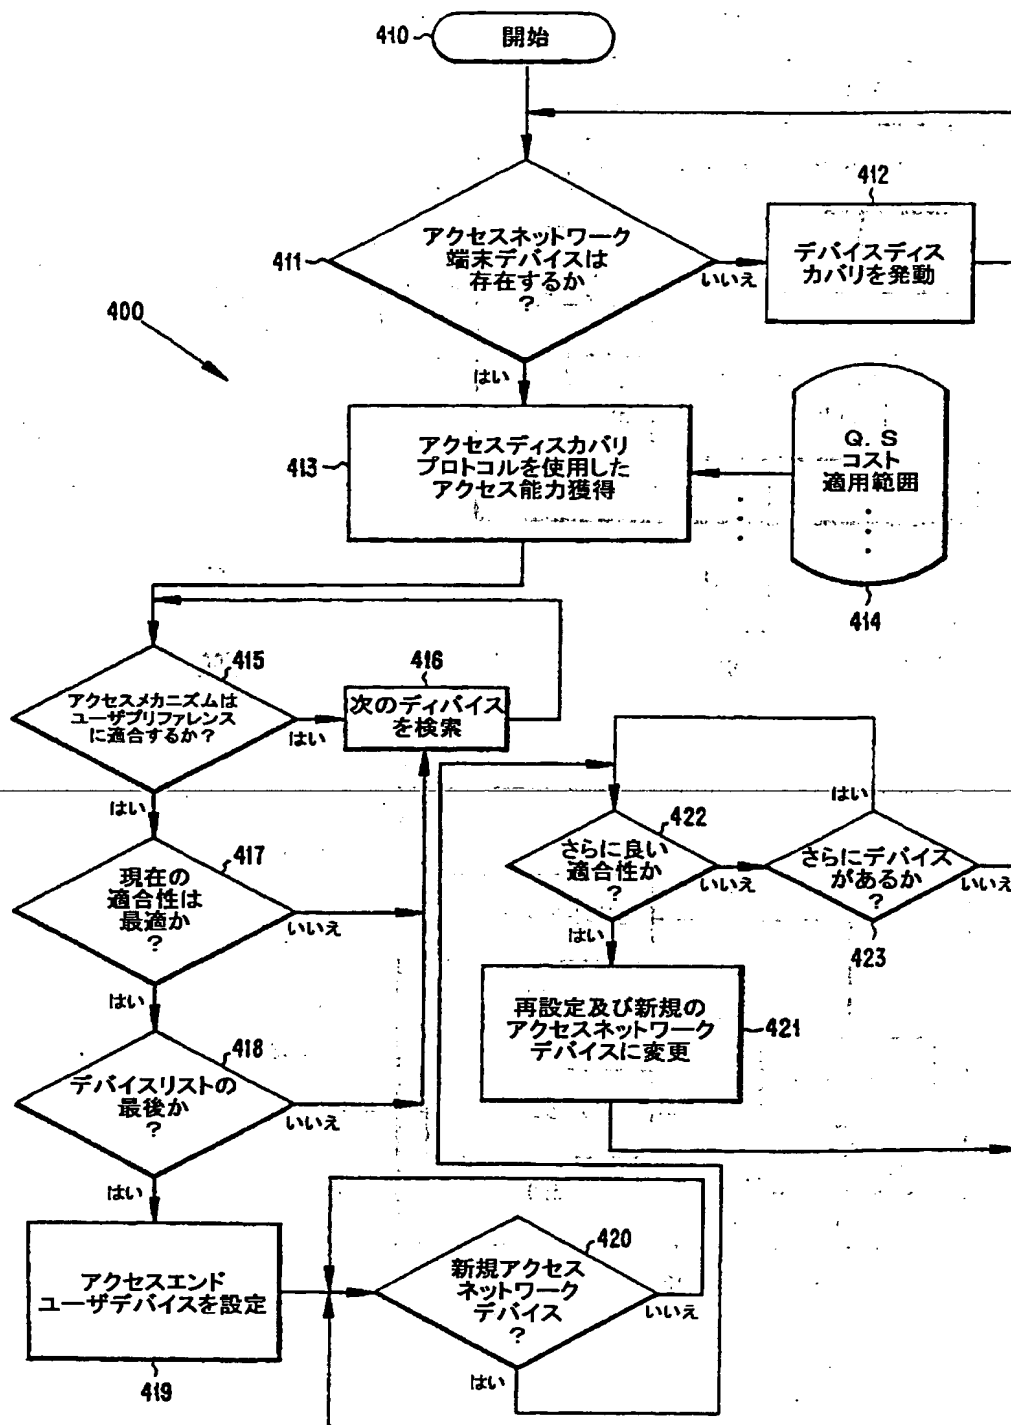 410
開始
412
411
アクセスネットワーク
端末デバイスは
存在するか
?
いいえ
デバイスディス
カバリを発動
400
はい
413
アクセスディスカバリ
プロトコルを使用した
アクセス能力獲得
Q.S
コスト
適用範囲
414
415
アクセスメカニズムは
ユーザプリファレンス
に適合するか?
はい
416
次のディバイス
を検索
はい
417
現在の
適合性は
最適か
?
いいえ
はい
418
デバイスリストの
最後か
?
いいえ
はい
アクセスエンド
ユーザデバイスを設定
419
422
さらに良い
適合性か
?
いいえ
はい
はい
さらにデバイス
があるか
?
いいえ
423
再設定及び新規の
アクセスネットワーク
デバイスに変更
421
420
新規アクセス
ネットワーク
デバイス
?
いいえ
はい